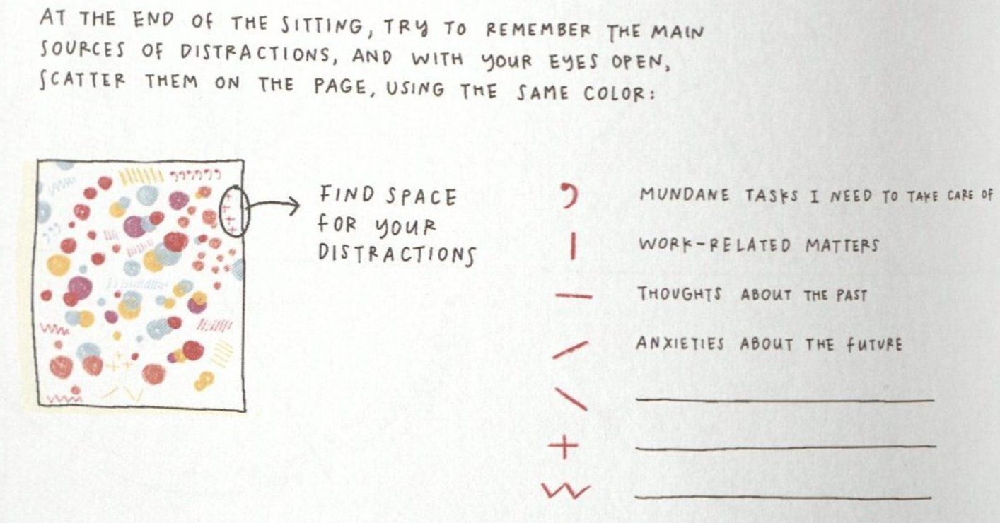 AT THE END OF THE SITTING, TRY TO REMEMBER THE MAIN
SOURCES OF DISTRACTIONS, AND WITH YOUR EYES OPEN,
SCATTER THEM ON THE PAGE, USING THE SAME COLOR:
FIND SPACE
FOR YOUR
DISTRACTIONS
MUNDANE TASKS I NEED TO TAKE CARE OF
WORK-RELATED MATTERS
THOUGHTS ABOUT THE PAST
ANXIETIES ABOUT THE FUTURE